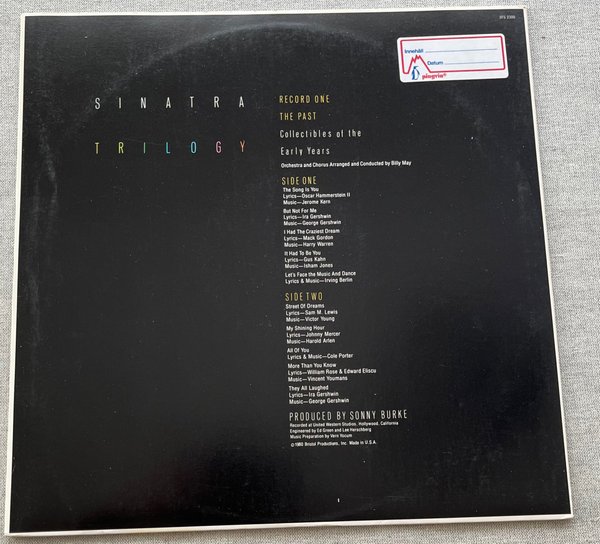 3FS 2300
Innehåll
Datum
pingvin®
SINATRA
TRILOGY
RECORD ONE
THE PAST
Collectibles of the
Early Years
Orchestra and Chorus Arranged and Conducted by Billy May
SIDE ONE
The Song Is You
Lyrics—Oscar Hammerstein II
Music—Jerome Kern
But Not For Me
Lyrics—Ira Gershwin
Music—George Gershwin
I Had The Craziest Dream
Lyrics—Mack Gordon
Music—Harry Warren
It Had To Be You
Lyrics—Gus Kahn
Music—Isham Jones
Let's Face the Music And Dance
Lyrics & Music—Irving Berlin
SIDE TWO
Street Of Dreams
Lyrics—Sam M. Lewis
Music—Victor Young
My Shining Hour
Lyrics—Johnny Mercer
Music—Harold Arlen
All Of You
Lyrics & Music—Cole Porter
More Than You Know
Lyrics—William Rose & Edward Eliscu
Music—Vincent Youmans
They All Laughed
Lyrics—Ira Gershwin
Music—George Gershwin
PRODUCED BY SONNY BURKE
Recorded at United Western Studios, Hollywood, California
Engineered by Ed Green and Lee Herschberg
Music Preparation by Vern Yocum
©1980 Bristol Productions, Inc. Made in U.S.A.